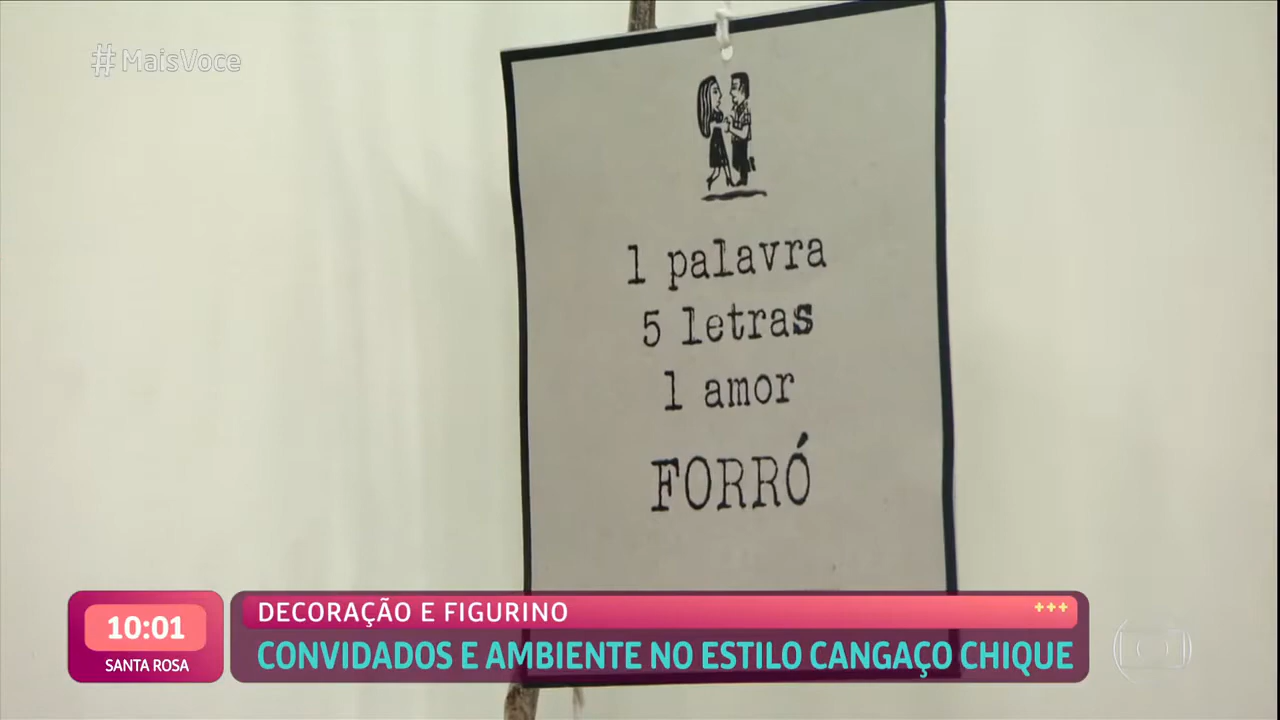 #MaisVoce
1 palavra
5 letras
1 amor
FORRÓ
10:01
SANTA ROSA
DECORAÇÃO E FIGURINO
+++
CONVIDADOS E AMBIENTE NO ESTILO CANGAÇO CHIQUE